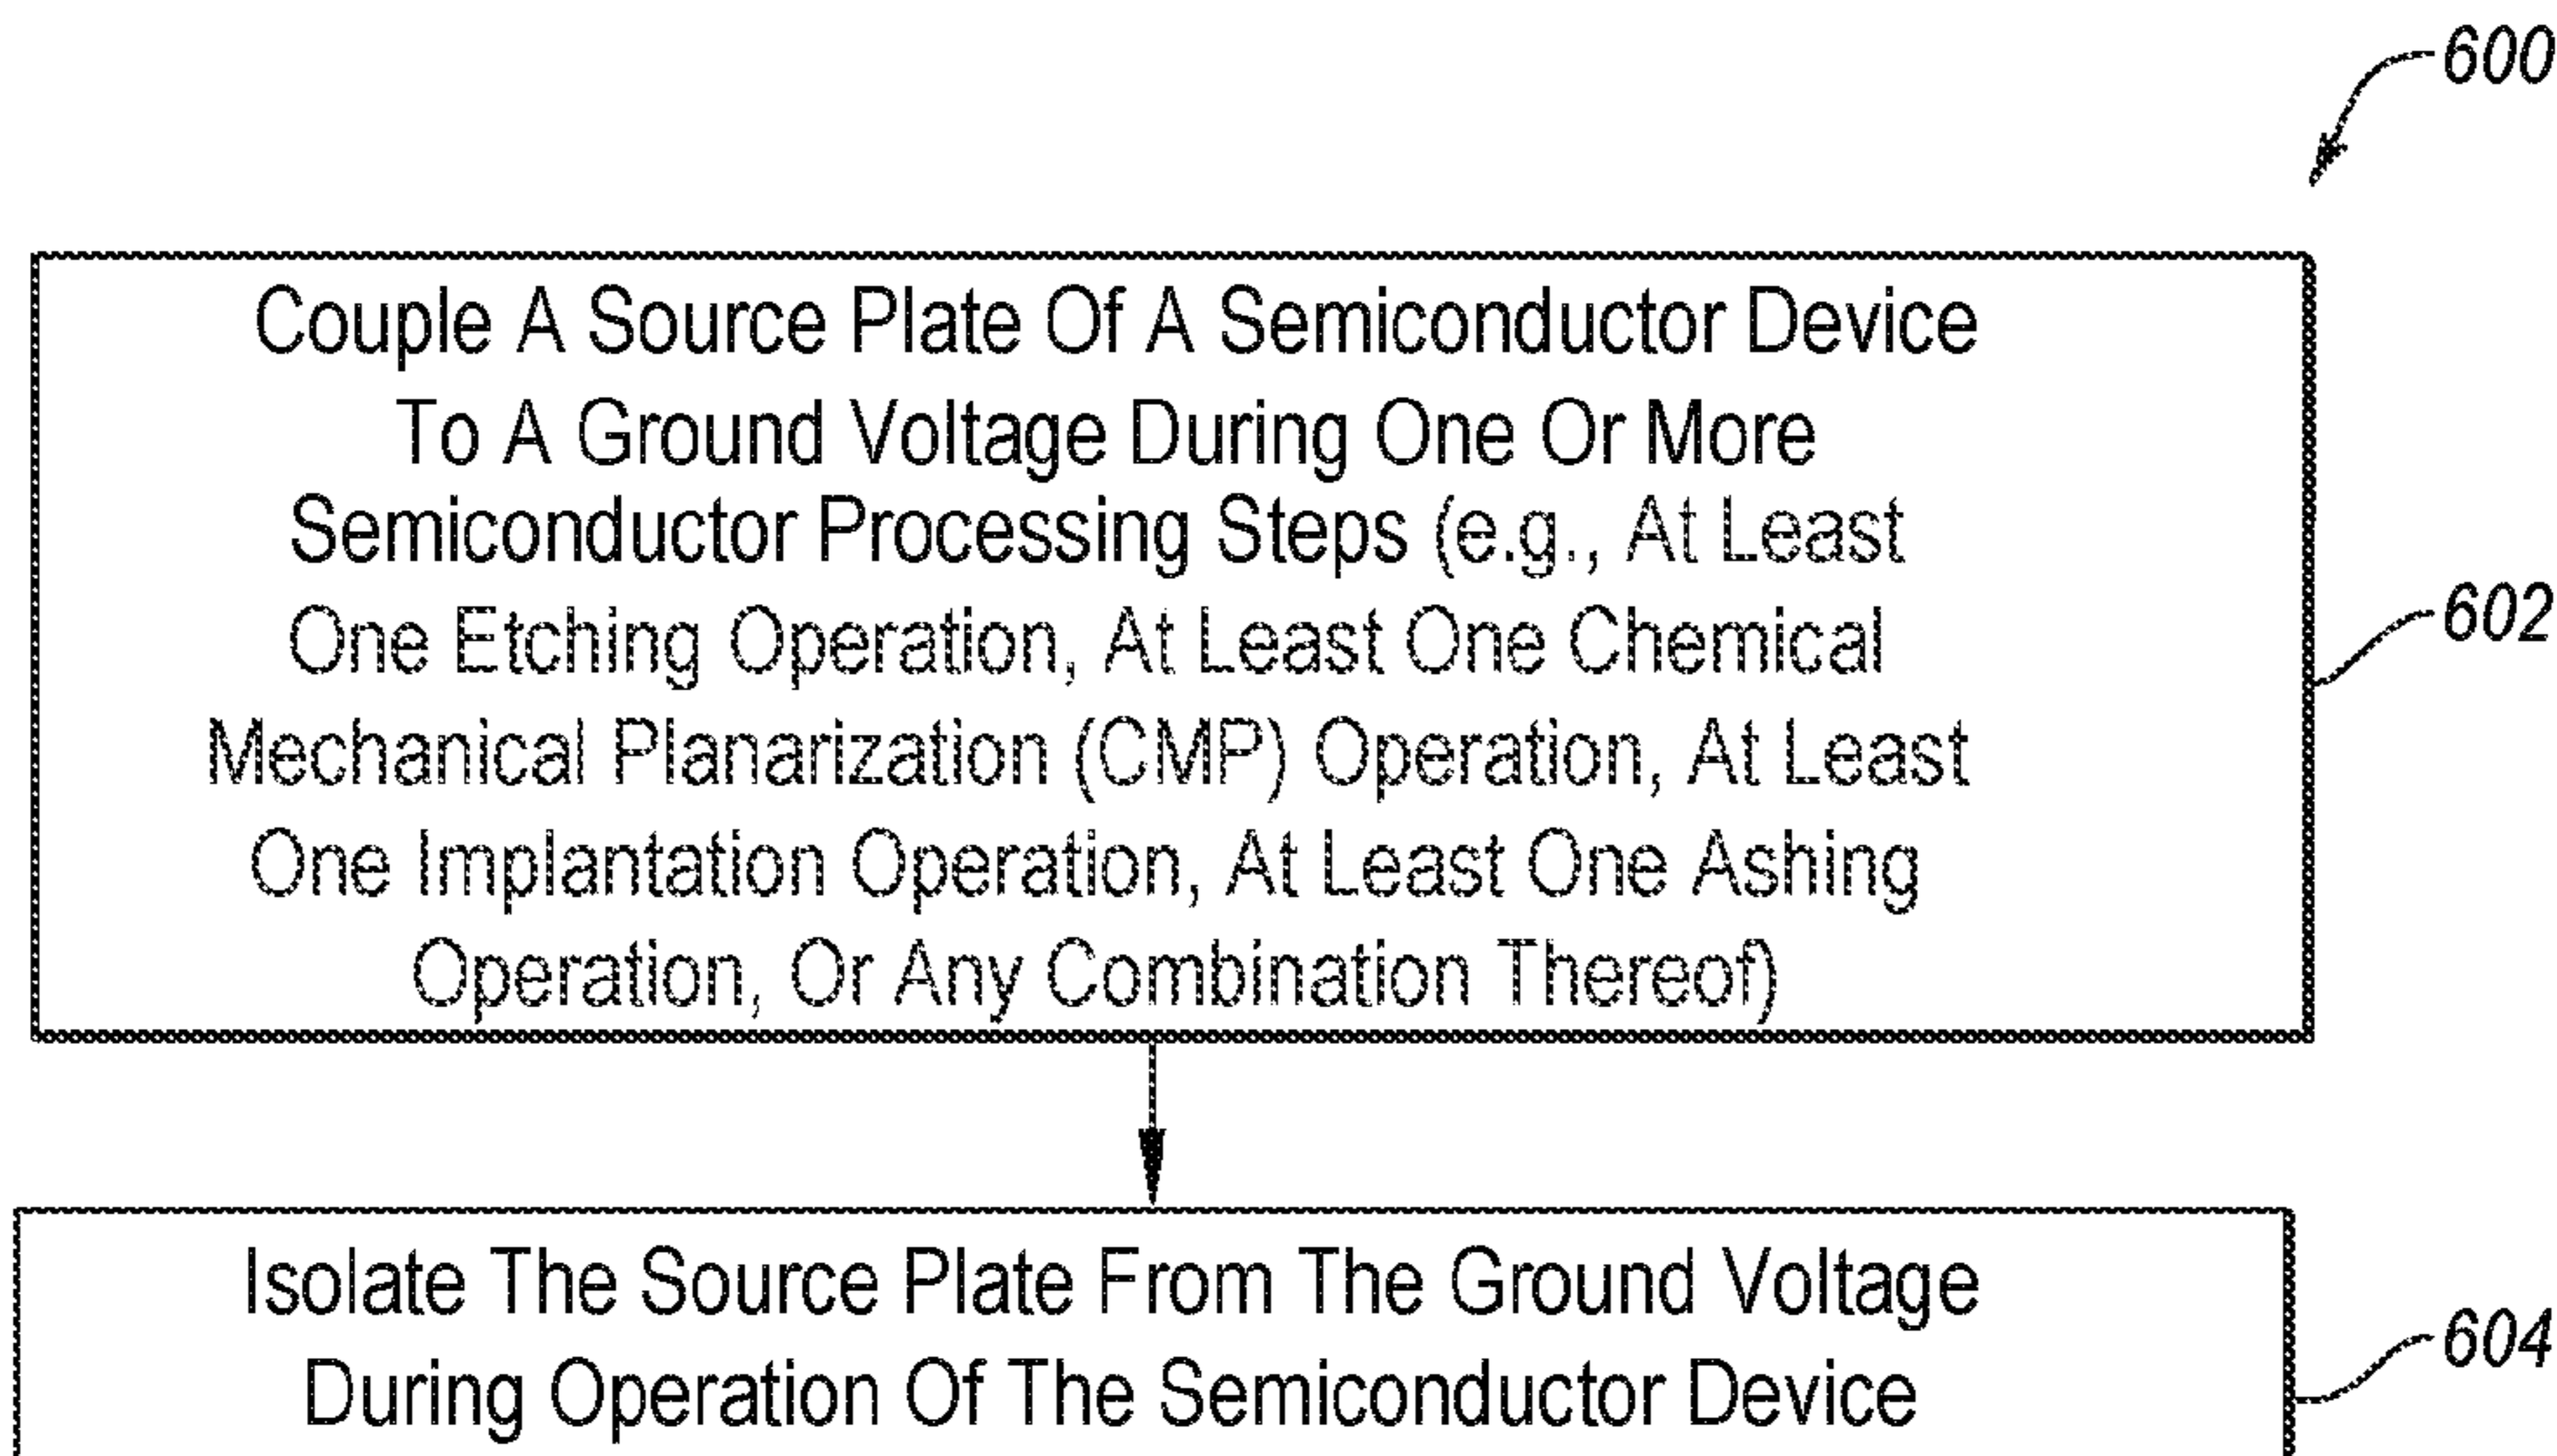 600
Couple A Source Plate Of A Semiconductor Device
To A Ground Voltage During One Or More
Semiconductor Processing Steps (e.g., At Least
One Etching Operation, At Least One Chemical
Mechanical Planarization (CMP) Operation, At Least
One Implantation Operation, At Least One Ashing
Operation, Or Any Combination Thereof)
602
Isolate The Source Plate From The Ground Voltage
During Operation Of The Semiconductor Device
604